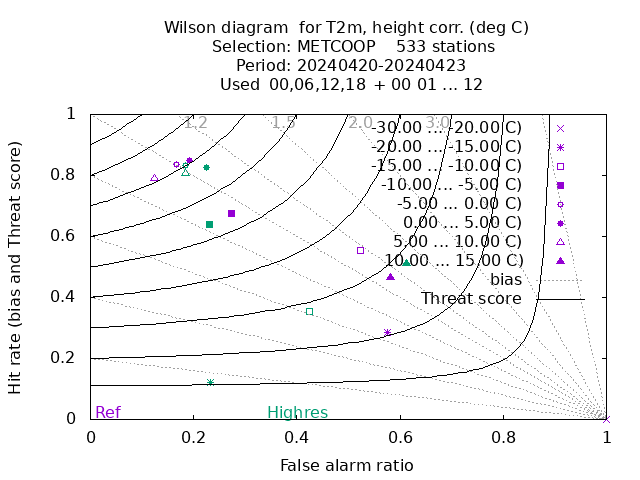 Wilson diagram  for T2m, height corr. (deg C)
Selection: METCOOP    533 stations
Period: 20240420-20240423
Used  00,06,12,18  + 00 01 ... 12
1.2 1.5 2.0 3.0
-30.00 ... -20.00 C)
-20.00 ... -15.00 C)
-15.00 ... -10.00 C)
-10.00 ... -5.00 C)
-5.00 ... 0.00 C)
0.00 ... 5.00 C)
5.00 ... 10.00 C)
10.00 ... 15.00 C)
bias
Threat score
Hit rate (bias and Threat score)
1
0.8
0.6
0.4
0.2
0
Ref Highres
0 0.2 0.4 0.6 0.8 1
False alarm ratio